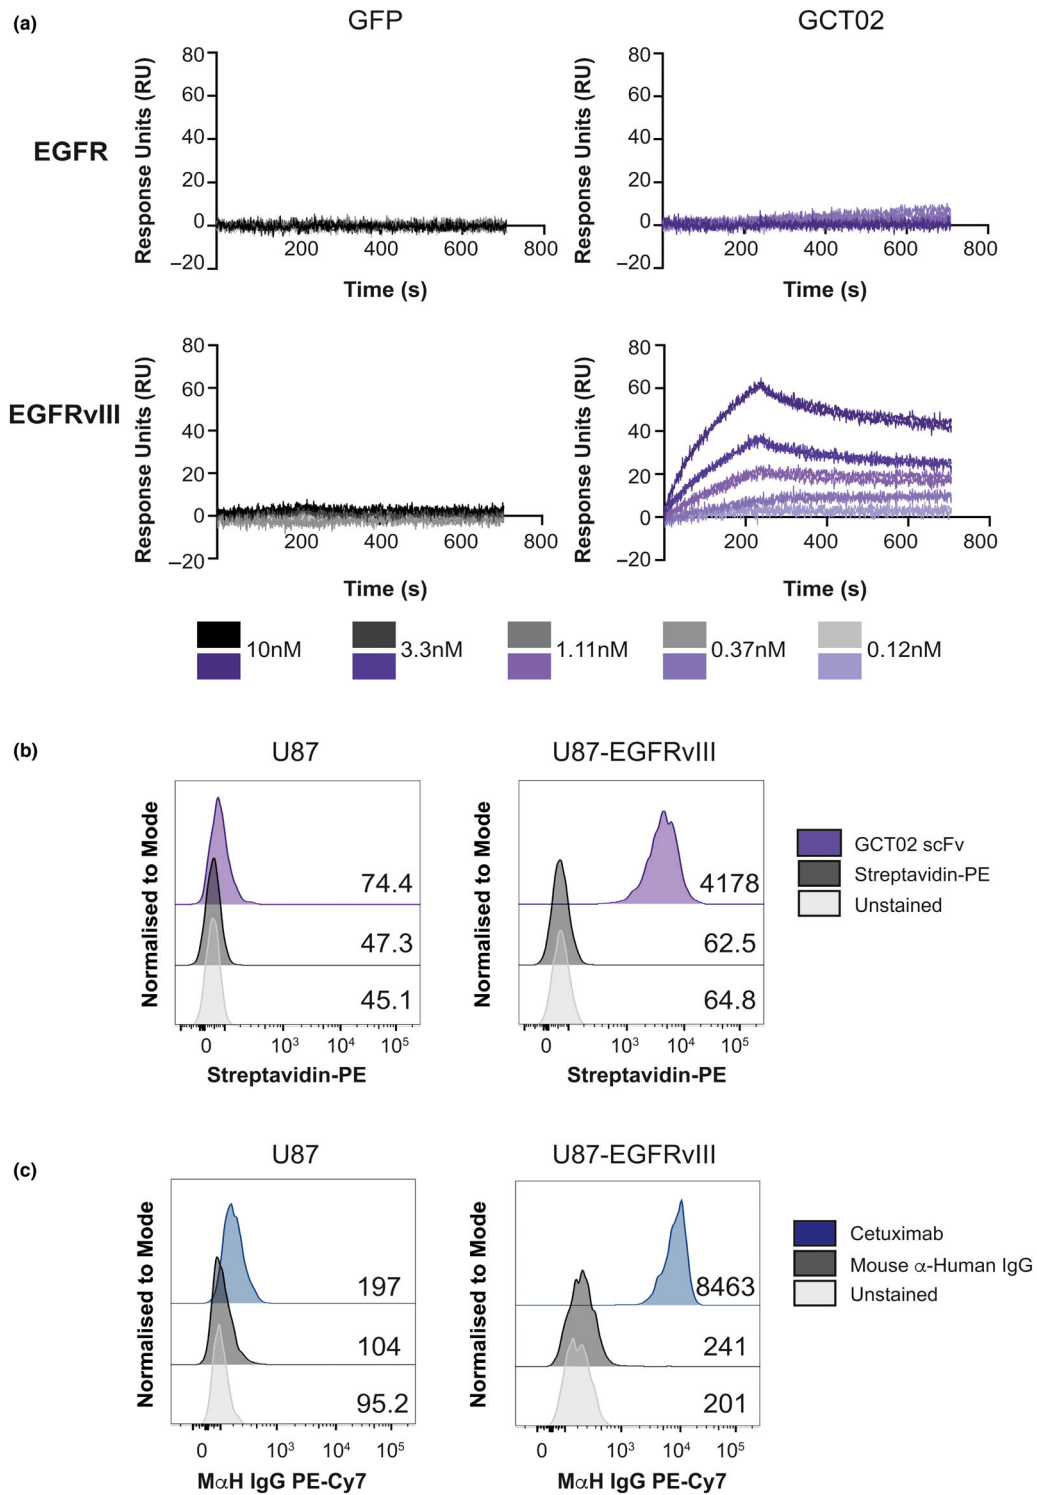 (a)
GFP
GCT02
EGFR
Response Units (RU)
80
60
40
20
0
–20
200
400
600
800
Time (s)
Response Units (RU)
80
60
40
20
0
–20
200
400
600
800
Time (s)
EGFRvIII
Response Units (RU)
80
60
40
20
0
–20
200
400
600
800
Time (s)
Response Units (RU)
80
60
40
20
0
–20
200
400
600
800
Time (s)
10nM
3.3nM
1.11nM
0.37nM
0.12nM
(b)
U87
U87-EGFRvIII
Normalised to Mode
74.4
47.3
45.1
0
10³
10⁴
10⁵
Streptavidin-PE
Normalised to Mode
4178
62.5
64.8
0
10³
10⁴
10⁵
Streptavidin-PE
GCT02 scFv
Streptavidin-PE
Unstained
(c)
U87
U87-EGFRvIII
Normalised to Mode
197
104
95.2
0
10³
10⁴
10⁵
MαH IgG PE-Cy7
Normalised to Mode
8463
241
201
0
10³
10⁴
10⁵
MαH IgG PE-Cy7
Cetuximab
Mouse α-Human IgG
Unstained